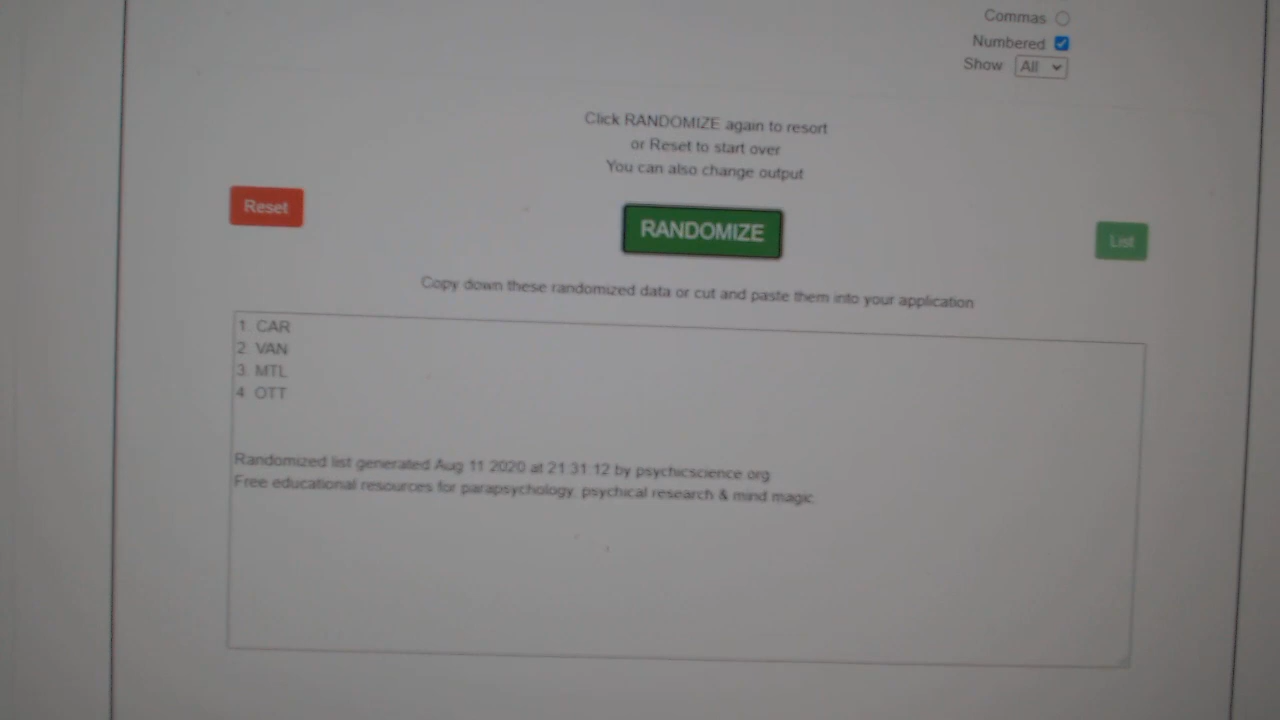 Commas
Numbered
Show All
Click RANDOMIZE again to resort
or Reset to start over
You can also change output
Reset
RANDOMIZE
List
Copy down these randomized data or cut and paste them into your application
1. CAR
2. VAN
3. MTL
4. OTT
Randomized list generated Aug 11 2020 at 21:31:12 by psychicscience.org
Free educational resources for parapsychology, psychical research & mind magic